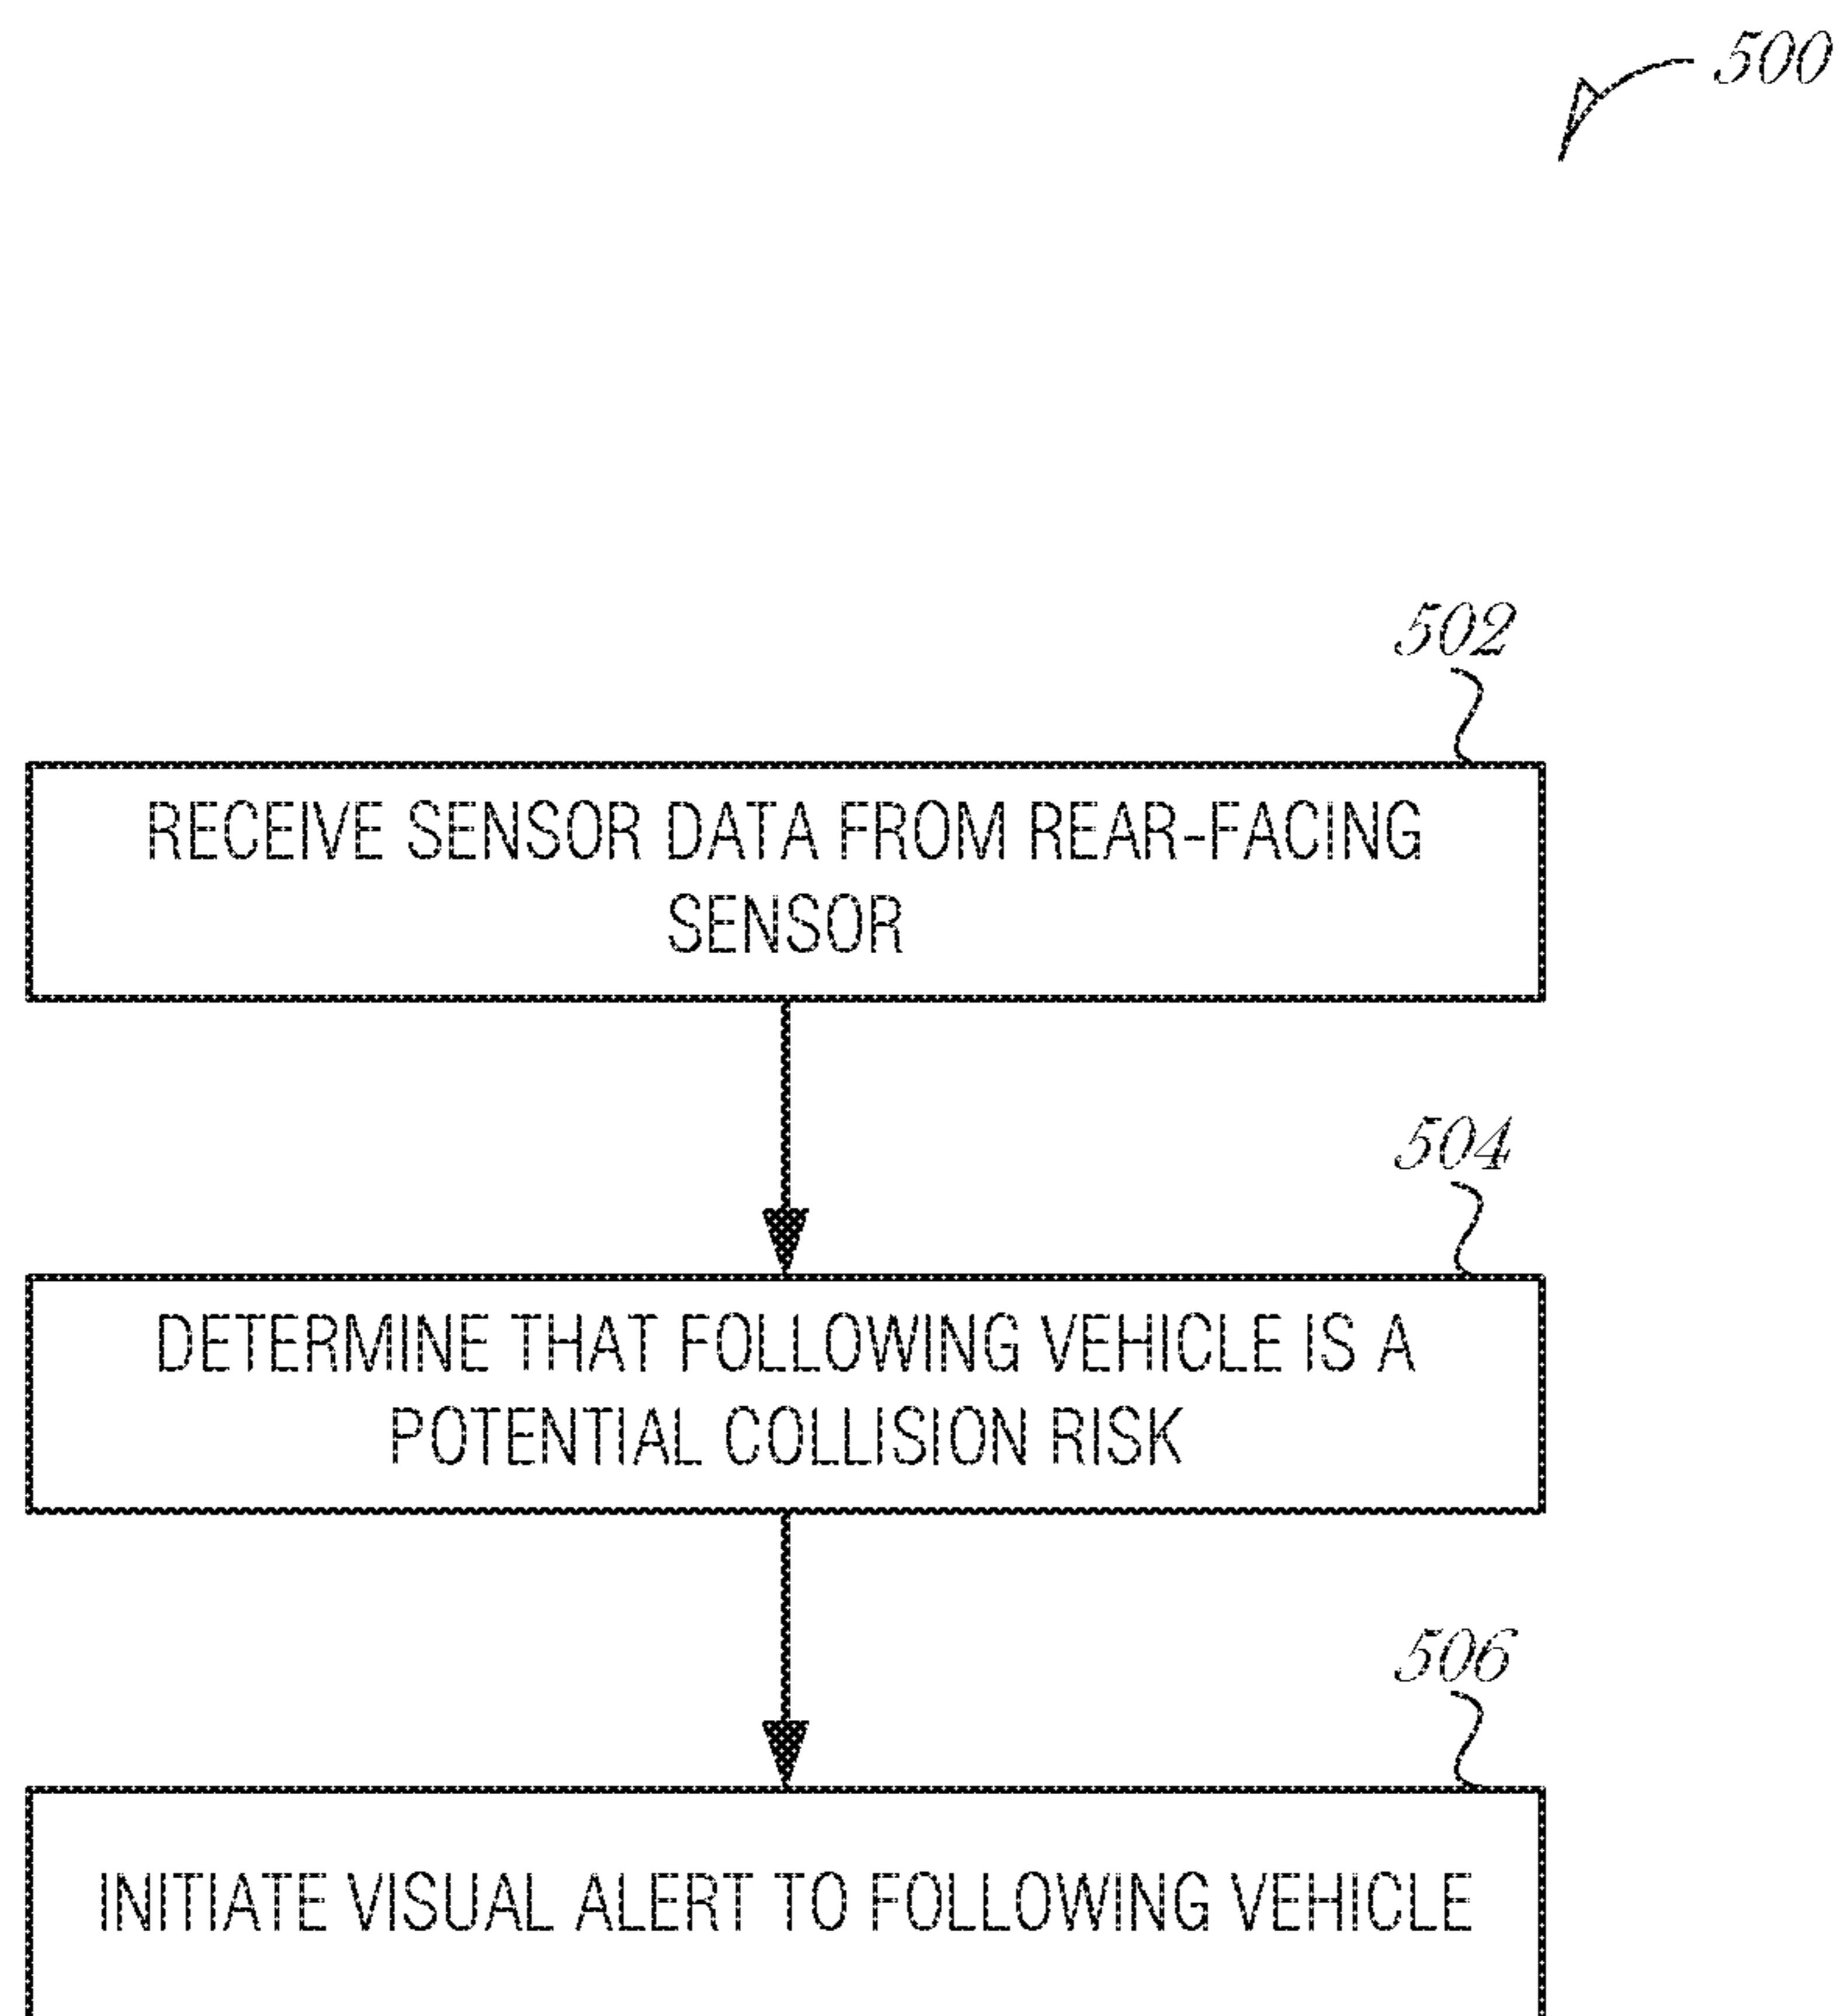 500
502
RECEIVE SENSOR DATA FROM REAR-FACING
SENSOR
504
DETERMINE THAT FOLLOWING VEHICLE IS A
POTENTIAL COLLISION RISK
506
INITIATE VISUAL ALERT TO FOLLOWING VEHICLE